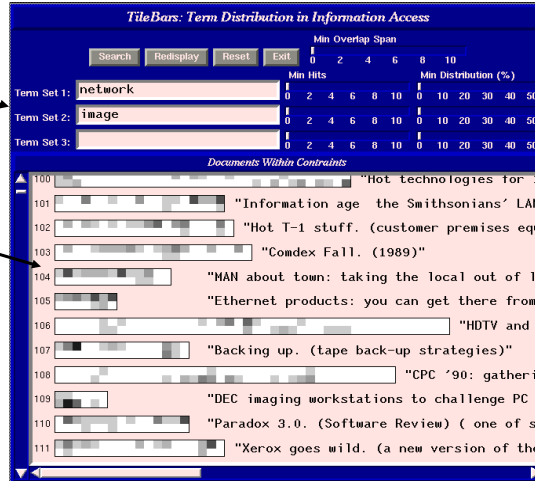 TileBars: Term Distribution in Information Access
Min Overlap Span
Search Redisplay Reset Exit
0 2 4 6 8 10
Min Hits Min Distribution (%)
Term Set 1: network
0 2 4 6 8 10 0 10 20 30 40 50
Term Set 2: image
0 2 4 6 8 10 0 10 20 30 40 50
Term Set 3:
0 2 4 6 8 10 0 10 20 30 40 50
Documents Within Contraints
100 "Hot technologies for
101 "Information age the Smithsonians' LAN
102 "Hot T-1 stuff. (customer premises equ
103 "Comdex Fall. (1989)"
104 "MAN about town: taking the local out of l
105 "Ethernet products: you can get there from
106 "HDTV and
107 "Backing up. (tape back-up strategies)"
108 "CPC '90: gatheri
109 "DEC imaging workstations to challenge PC
110 "Paradox 3.0. (Software Review) ( one of s
111 "Xerox goes wild. (a new version of the